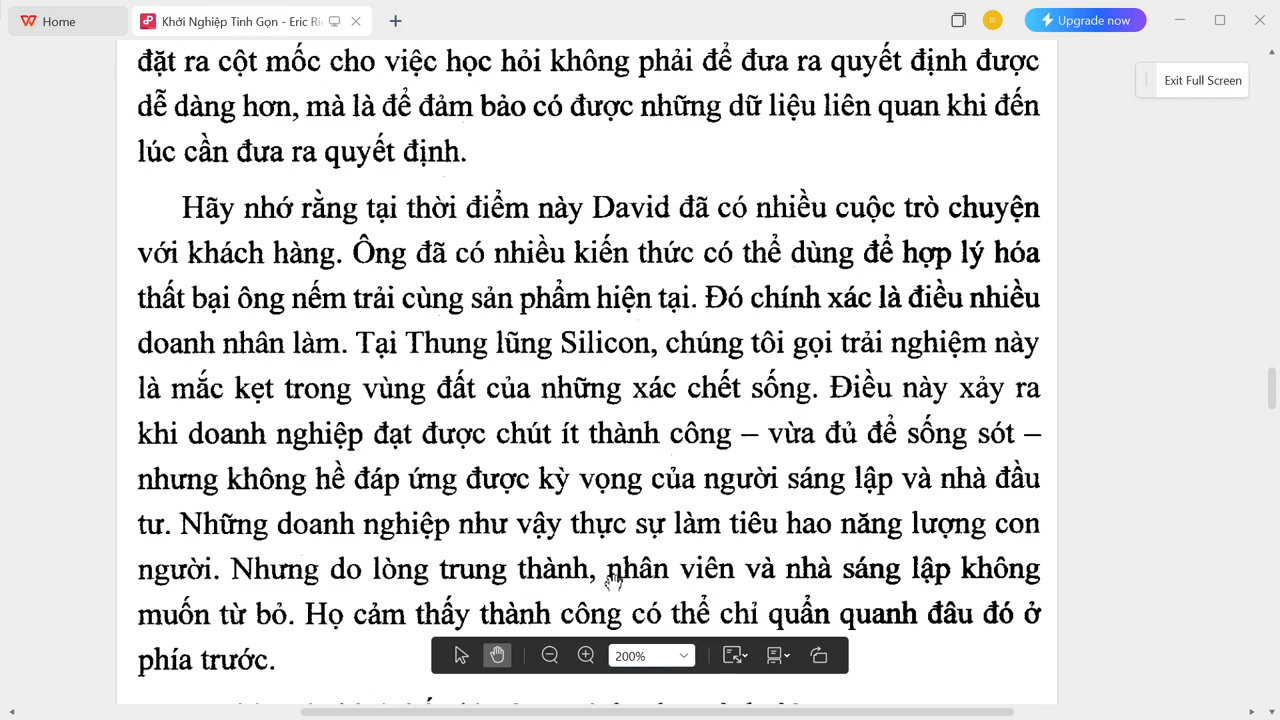 Home
Khởi Nghiệp Tinh Gọn - Eric Ri
Upgrade now
Exit Full Screen
đặt ra cột mốc cho việc học hỏi không phải để đưa ra quyết định được
dễ dàng hơn, mà là để đảm bảo có được những dữ liệu liên quan khi đến
lúc cần đưa ra quyết định.
Hãy nhớ rằng tại thời điểm này David đã có nhiều cuộc trò chuyện
với khách hàng. Ông đã có nhiều kiến thức có thể dùng để hợp lý hóa
thất bại ông nếm trải cùng sản phẩm hiện tại. Đó chính xác là điều nhiều
doanh nhân làm. Tại Thung lũng Silicon, chúng tôi gọi trải nghiệm này
là mắc kẹt trong vùng đất của những xác chết sống. Điều này xảy ra
khi doanh nghiệp đạt được chút ít thành công – vừa đủ để sống sót –
nhưng không hề đáp ứng được kỳ vọng của người sáng lập và nhà đầu
tư. Những doanh nghiệp như vậy thực sự làm tiêu hao năng lượng con
người. Nhưng do lòng trung thành, nhân viên và nhà sáng lập không
muốn từ bỏ. Họ cảm thấy thành công có thể chỉ quẩn quanh đâu đó ở
phía trước.
200%